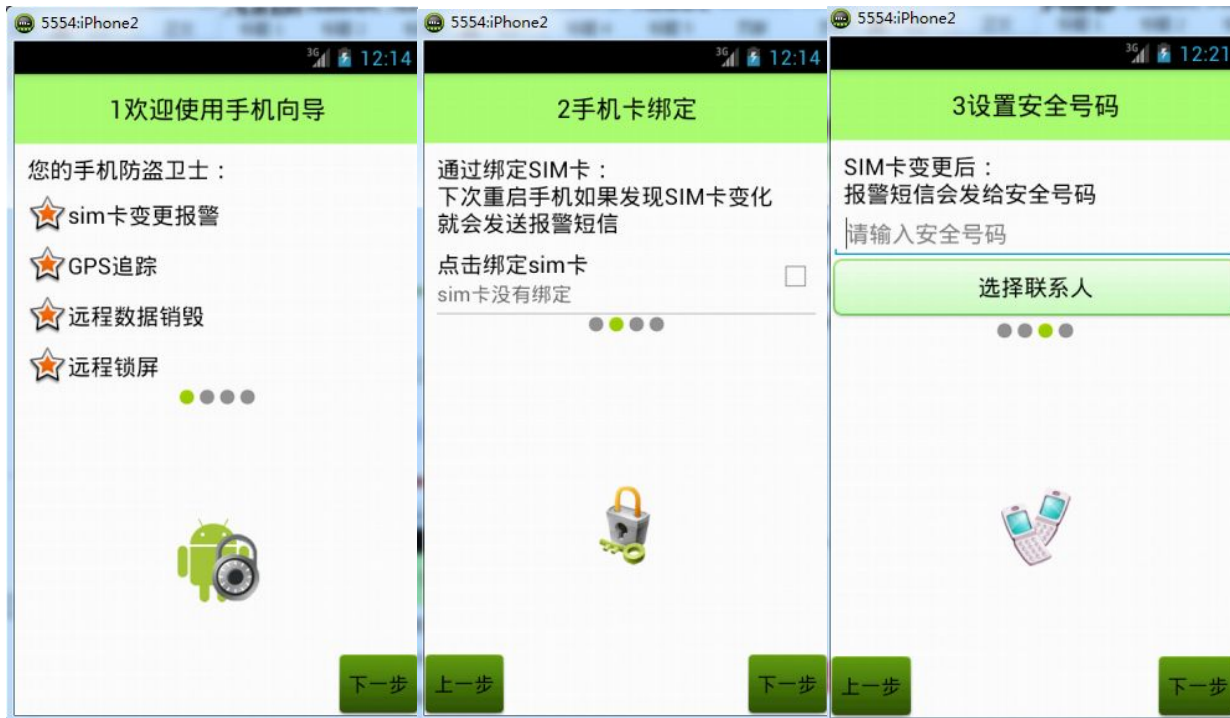 5554:iPhone2
3G 12:14
1欢迎使用手机向导
您的手机防盗卫士：
sim卡变更报警
GPS追踪
远程数据销毁
远程锁屏
下一步
5554:iPhone2
3G 12:14
2手机卡绑定
通过绑定SIM卡：
下次重启手机如果发现SIM卡变化
就会发送报警短信
点击绑定sim卡
sim卡没有绑定
上一步
下一步
5554:iPhone2
3G 12:21
3设置安全号码
SIM卡变更后：
报警短信会发给安全号码
请输入安全号码
选择联系人
上一步
下一步